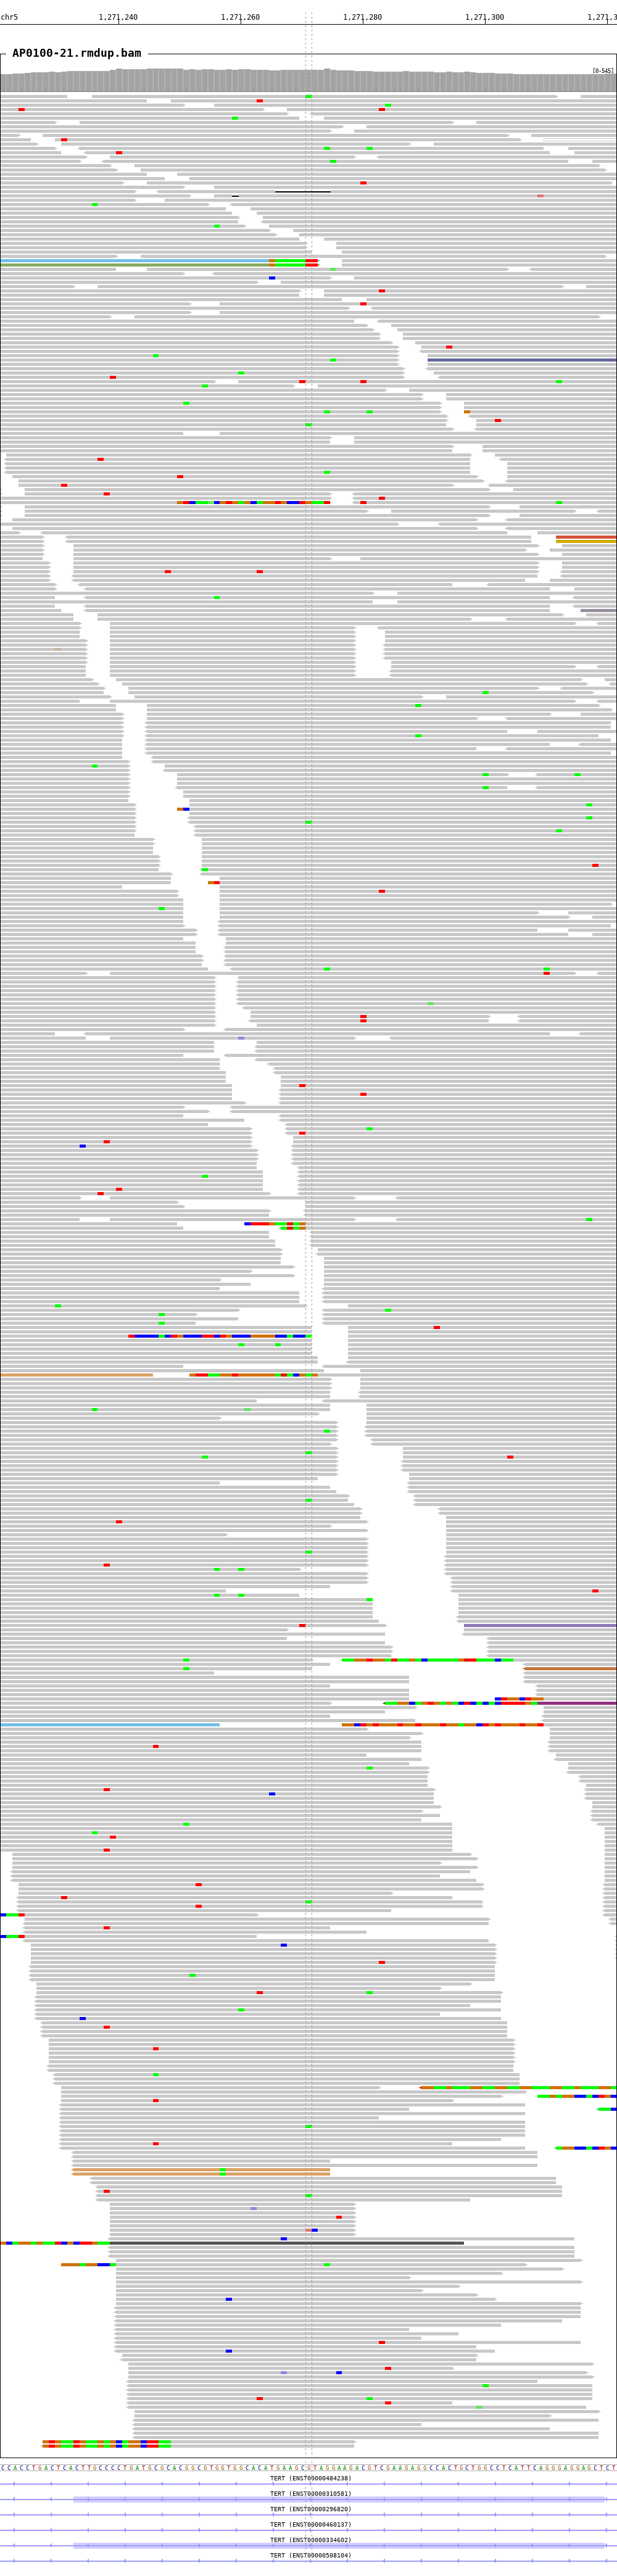 chr5 1,271,240 1,271,260 1,271,280 1,271,300 1,271,3
AP0100-21.rmdup.bam
[0-545]
CCACCTGACTCACTTGCCCCTGATGCGCACGGCGTGGTGGCACATGAAGCGTAGGAAGACGTCGAAGAGGCCACTGCTGGCCTCATTCAGGGAGGAGCTCT
TERT (ENST00000484238)
TERT (ENST00000310581)
TERT (ENST00000296820)
TERT (ENST00000460137)
TERT (ENST00000334602)
TERT (ENST00000508104)